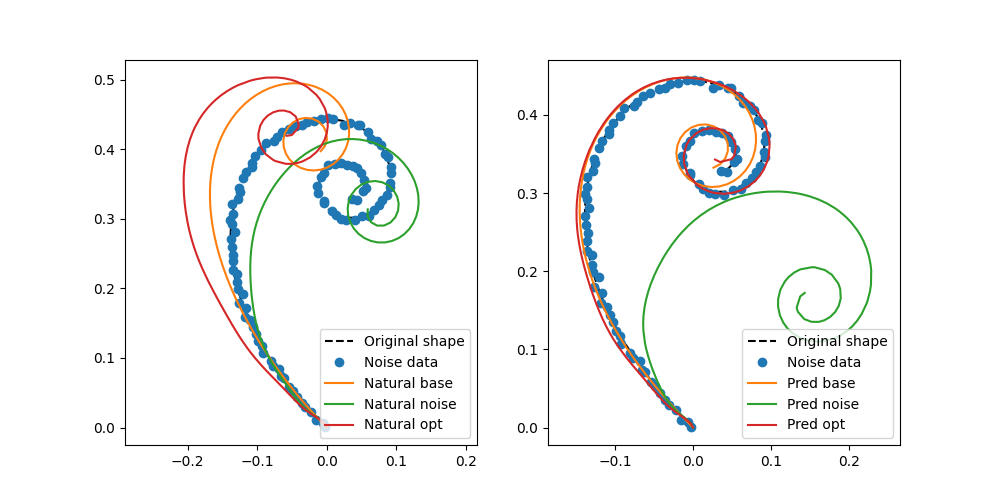 0.5
0.4
0.3
0.2
0.1
0.0
−0.2 −0.1 0.0 0.1 0.2
Original shape
Noise data
Natural base
Natural noise
Natural opt
0.4
0.3
0.2
0.1
0.0
−0.1 0.0 0.1 0.2
Original shape
Noise data
Pred base
Pred noise
Pred opt